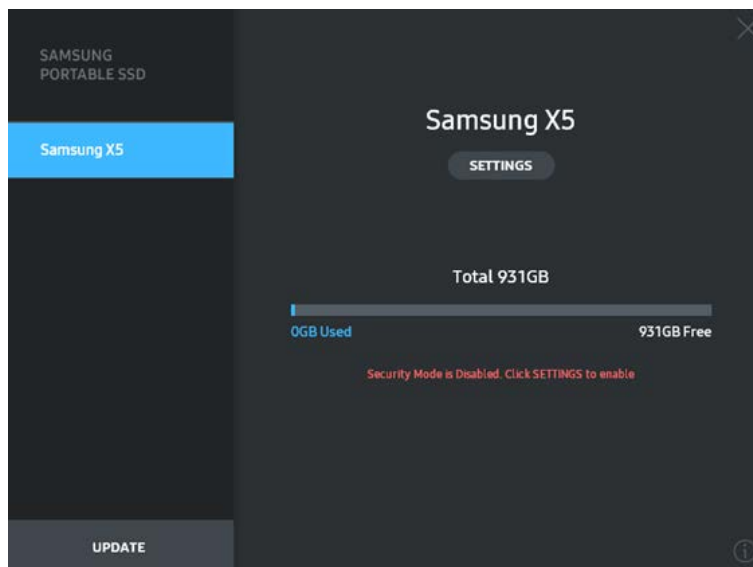 SAMSUNG
PORTABLE SSD
Samsung X5
Samsung X5
SETTINGS
Total 931GB
0GB Used
931GB Free
Security Mode is Disabled. Click SETTINGS to enable
UPDATE